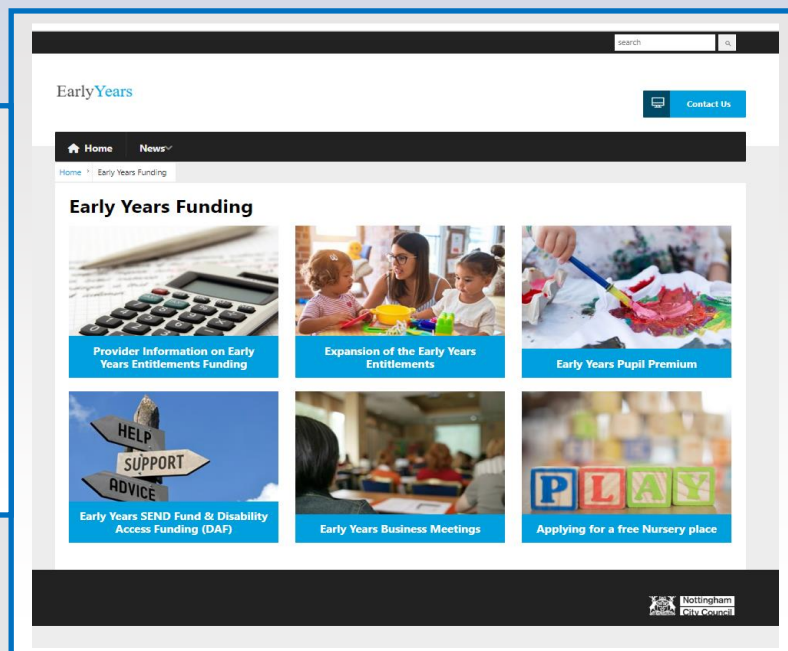 search
EarlyYears
Contact Us
Home News
Home Early Years Funding
Early Years Funding
Provider Information on Early
Years Entitlements Funding
Expansion of the Early Years
Entitlements
Early Years Pupil Premium
HELP
SUPPORT
ADVICE
Early Years SEND Fund & Disability
Access Funding (DAF)
Early Years Business Meetings
PLAY
Applying for a free Nursery place
Nottingham
City Council